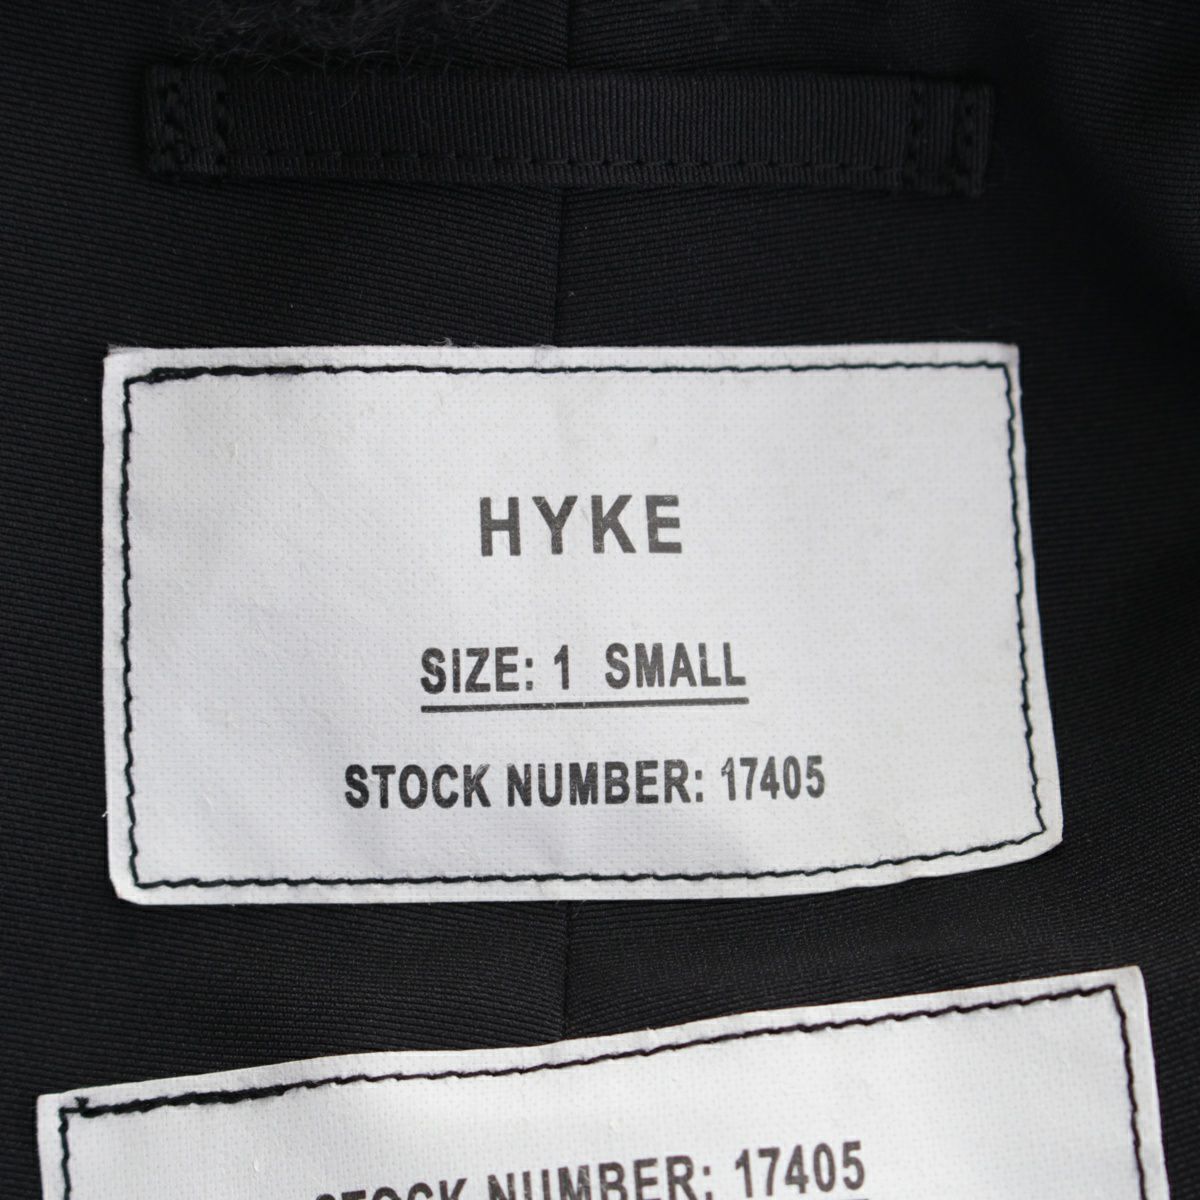 HYKE
SIZE: 1 SMALL
STOCK NUMBER: 17405
STOCK NUMBER: 17405